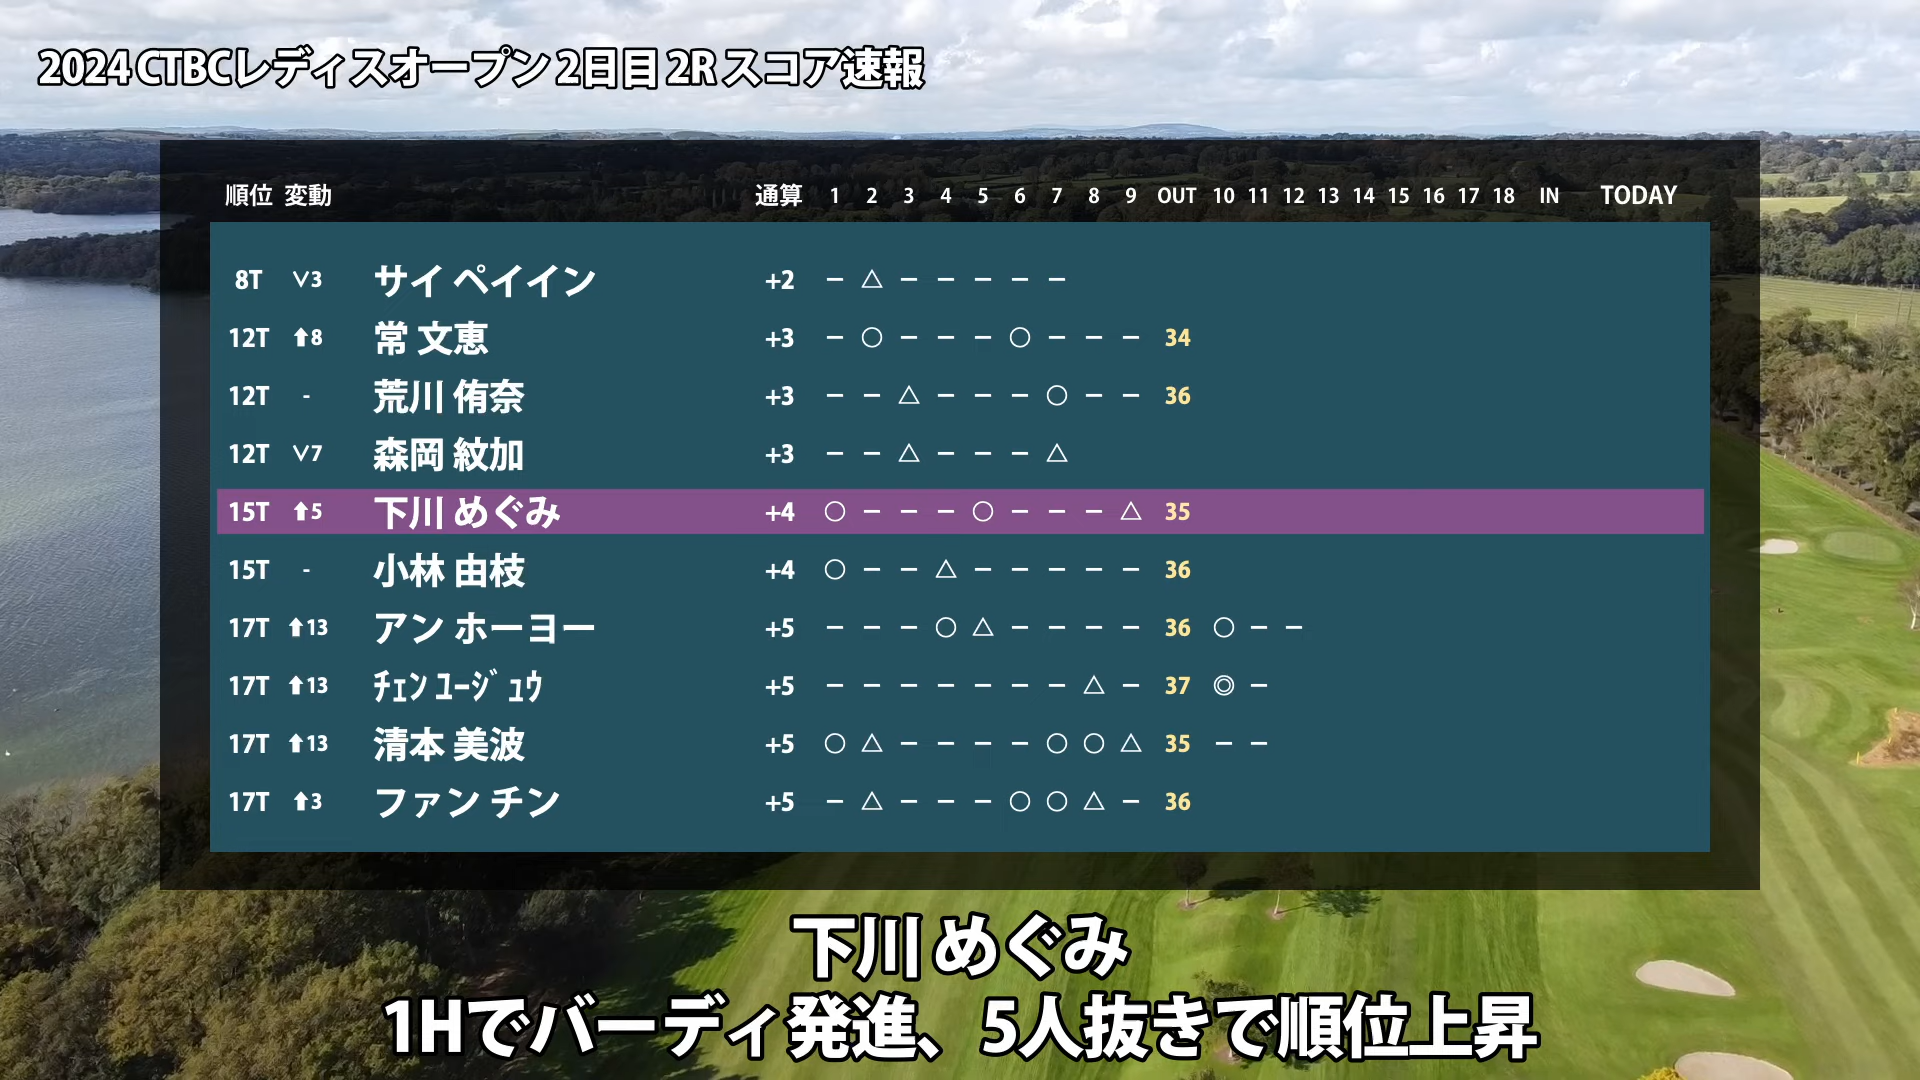 2024 CTBCレディスオープン 2日目 2R スコア速報
順位 変動 通算 1 2 3 4 5 6 7 8 9 OUT 10 11 12 13 14 15 16 17 18 IN TODAY
8T ∨3 サイ ペイイン +2 － △ － － － － －
12T ⬆8 常 文恵 +3 － ○ － － － ○ － － － 34
12T - 荒川 侑奈 +3 － － △ － － － ○ － － 36
12T ∨7 森岡 紋加 +3 － － △ － － － △
15T ⬆5 下川 めぐみ +4 ○ － － － ○ － － － △ 35
15T - 小林 由枝 +4 ○ － － △ － － － － － 36
17T ⬆13 アン ホーヨー +5 － － － ○ △ － － － － 36 ○ － －
17T ⬆13 ﾁｪﾝ ﾕｰｼﾞｭｳ +5 － － － － － － － △ － 37 ◎ －
17T ⬆13 清本 美波 +5 ○ △ － － － － ○ ○ △ 35 － －
17T ⬆3 ファン チン +5 － △ － － － ○ ○ △ － 36
下川 めぐみ
1Hでバーディ発進、5人抜きで順位上昇